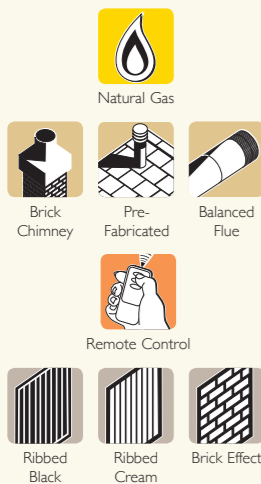 Natural Gas
Brick
Chimney
Pre-
Fabricated
Balanced
Flue
Remote Control
Ribbed
Black
Ribbed
Cream
Brick Effect